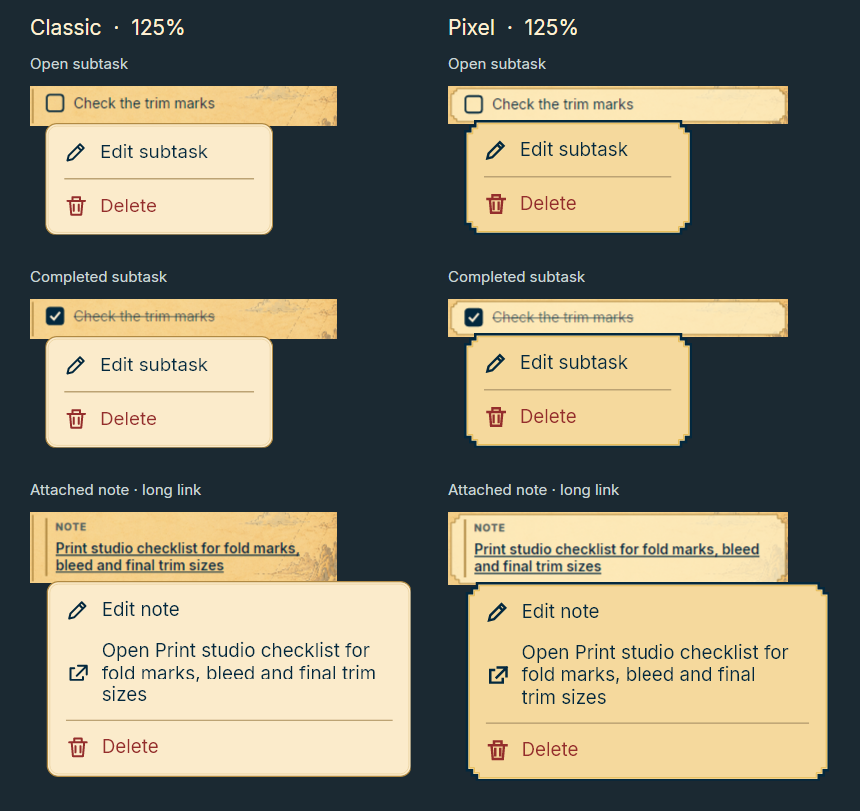 Classic · 125%
Open subtask
Check the trim marks
Edit subtask
Delete
Completed subtask
Check the trim marks
Edit subtask
Delete
Attached note · long link
NOTE
Print studio checklist for fold marks,
bleed and final trim sizes
Edit note
Open Print studio checklist for
fold marks, bleed and final trim
sizes
Delete
Pixel · 125%
Open subtask
Check the trim marks
Edit subtask
Delete
Completed subtask
Check the trim marks
Edit subtask
Delete
Attached note · long link
NOTE
Print studio checklist for fold marks, bleed
and final trim sizes
Edit note
Open Print studio checklist for
fold marks, bleed and final
trim sizes
Delete